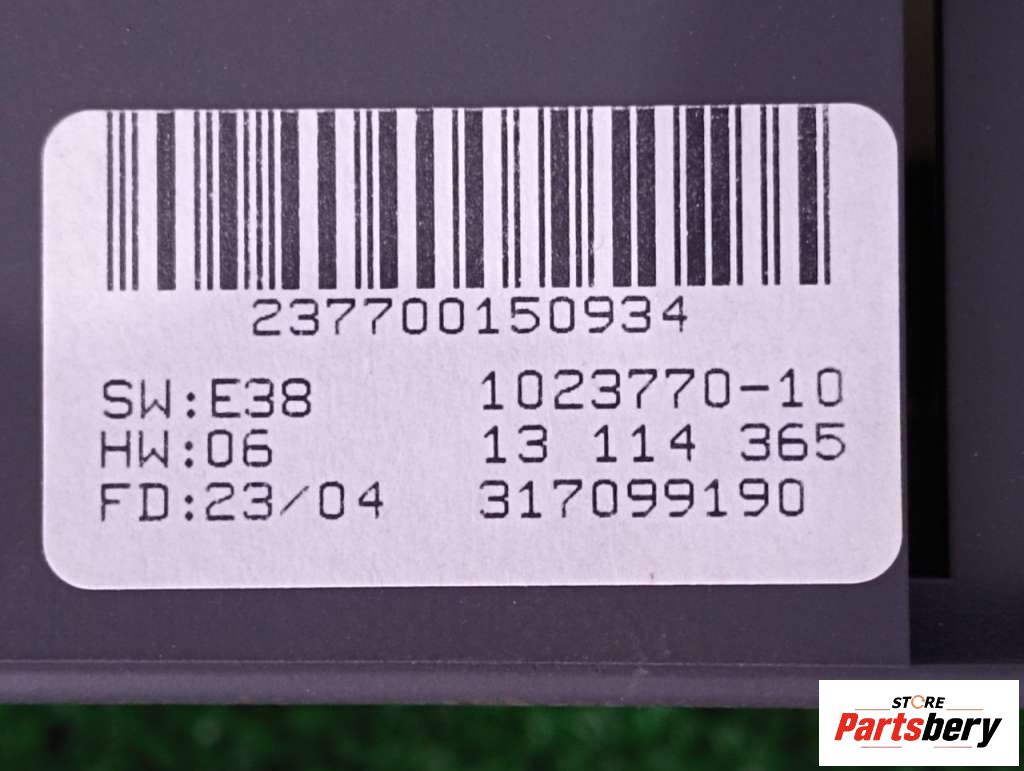 237700150934
SW:E38 1023770-10
HW:06 13 114 365
FD:23/04 317099190
STORE
Partsbery